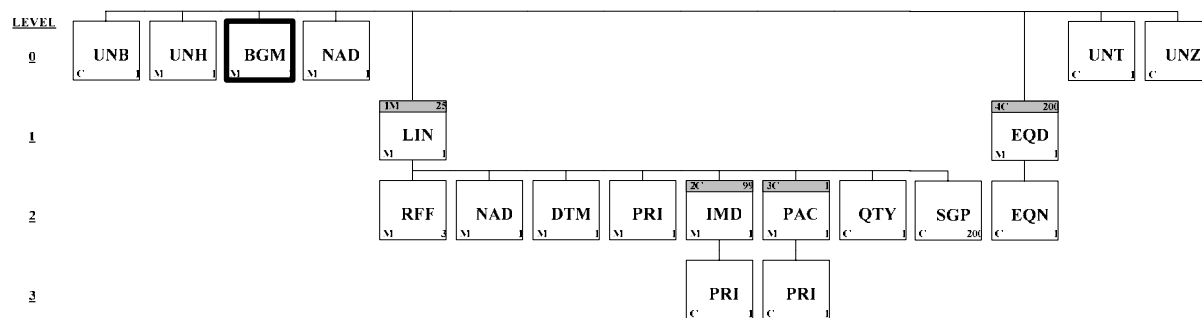 LEVEL
0 UNB UNH BGM NAD UNT UNZ
C 1 M 1 M M 1 C 1 C 1
1M 25 4C 200
1 LIN EQD
M 1 M 1
2C 99 3C 1
2 RFF NAD DTM PRI IMD PAC QTY SGP EQN
M 3 M 1 M 1 M 1 M 1 M 1 C 1 C 200 C 1
3 PRI PRI
C 1 C 1